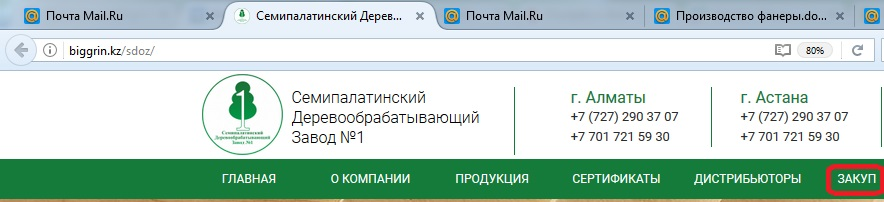 Почта Mail.Ru
Семипалатинский Дерев...
Почта Mail.Ru
Производство фанеры.do...
biggrin.kz/sdoz/
80%
1
Семипалатинский
Деревообрабатывающий
Завод №1
Семипалатинский
Деревообрабатывающий
Завод №1
г. Алматы
+7 (727) 290 37 07
+7 701 721 59 30
г. Астана
+7 (727) 290 37 07
+7 701 721 59 30
ГЛАВНАЯ О КОМПАНИИ ПРОДУКЦИЯ СЕРТИФИКАТЫ ДИСТРИБЬЮТОРЫ ЗАКУП